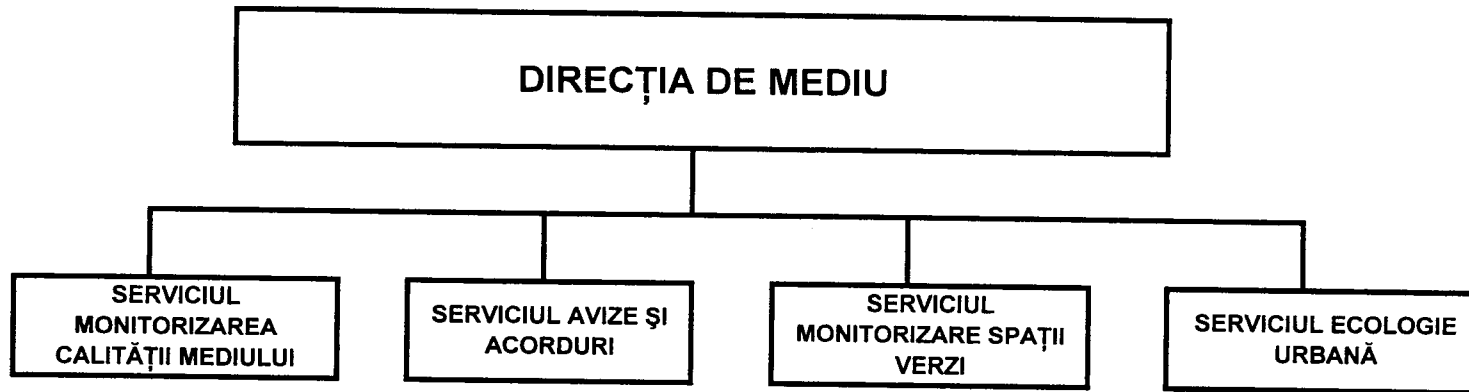 DIRECȚIA DE MEDIU
SERVICIUL
MONITORIZAREA
CALITĂȚII MEDIULUI
SERVICIUL AVIZE ŞI
ACORDURI
SERVICIUL
MONITORIZARE SPAȚII
VERZI
SERVICIUL ECOLOGIE
URBANĂ